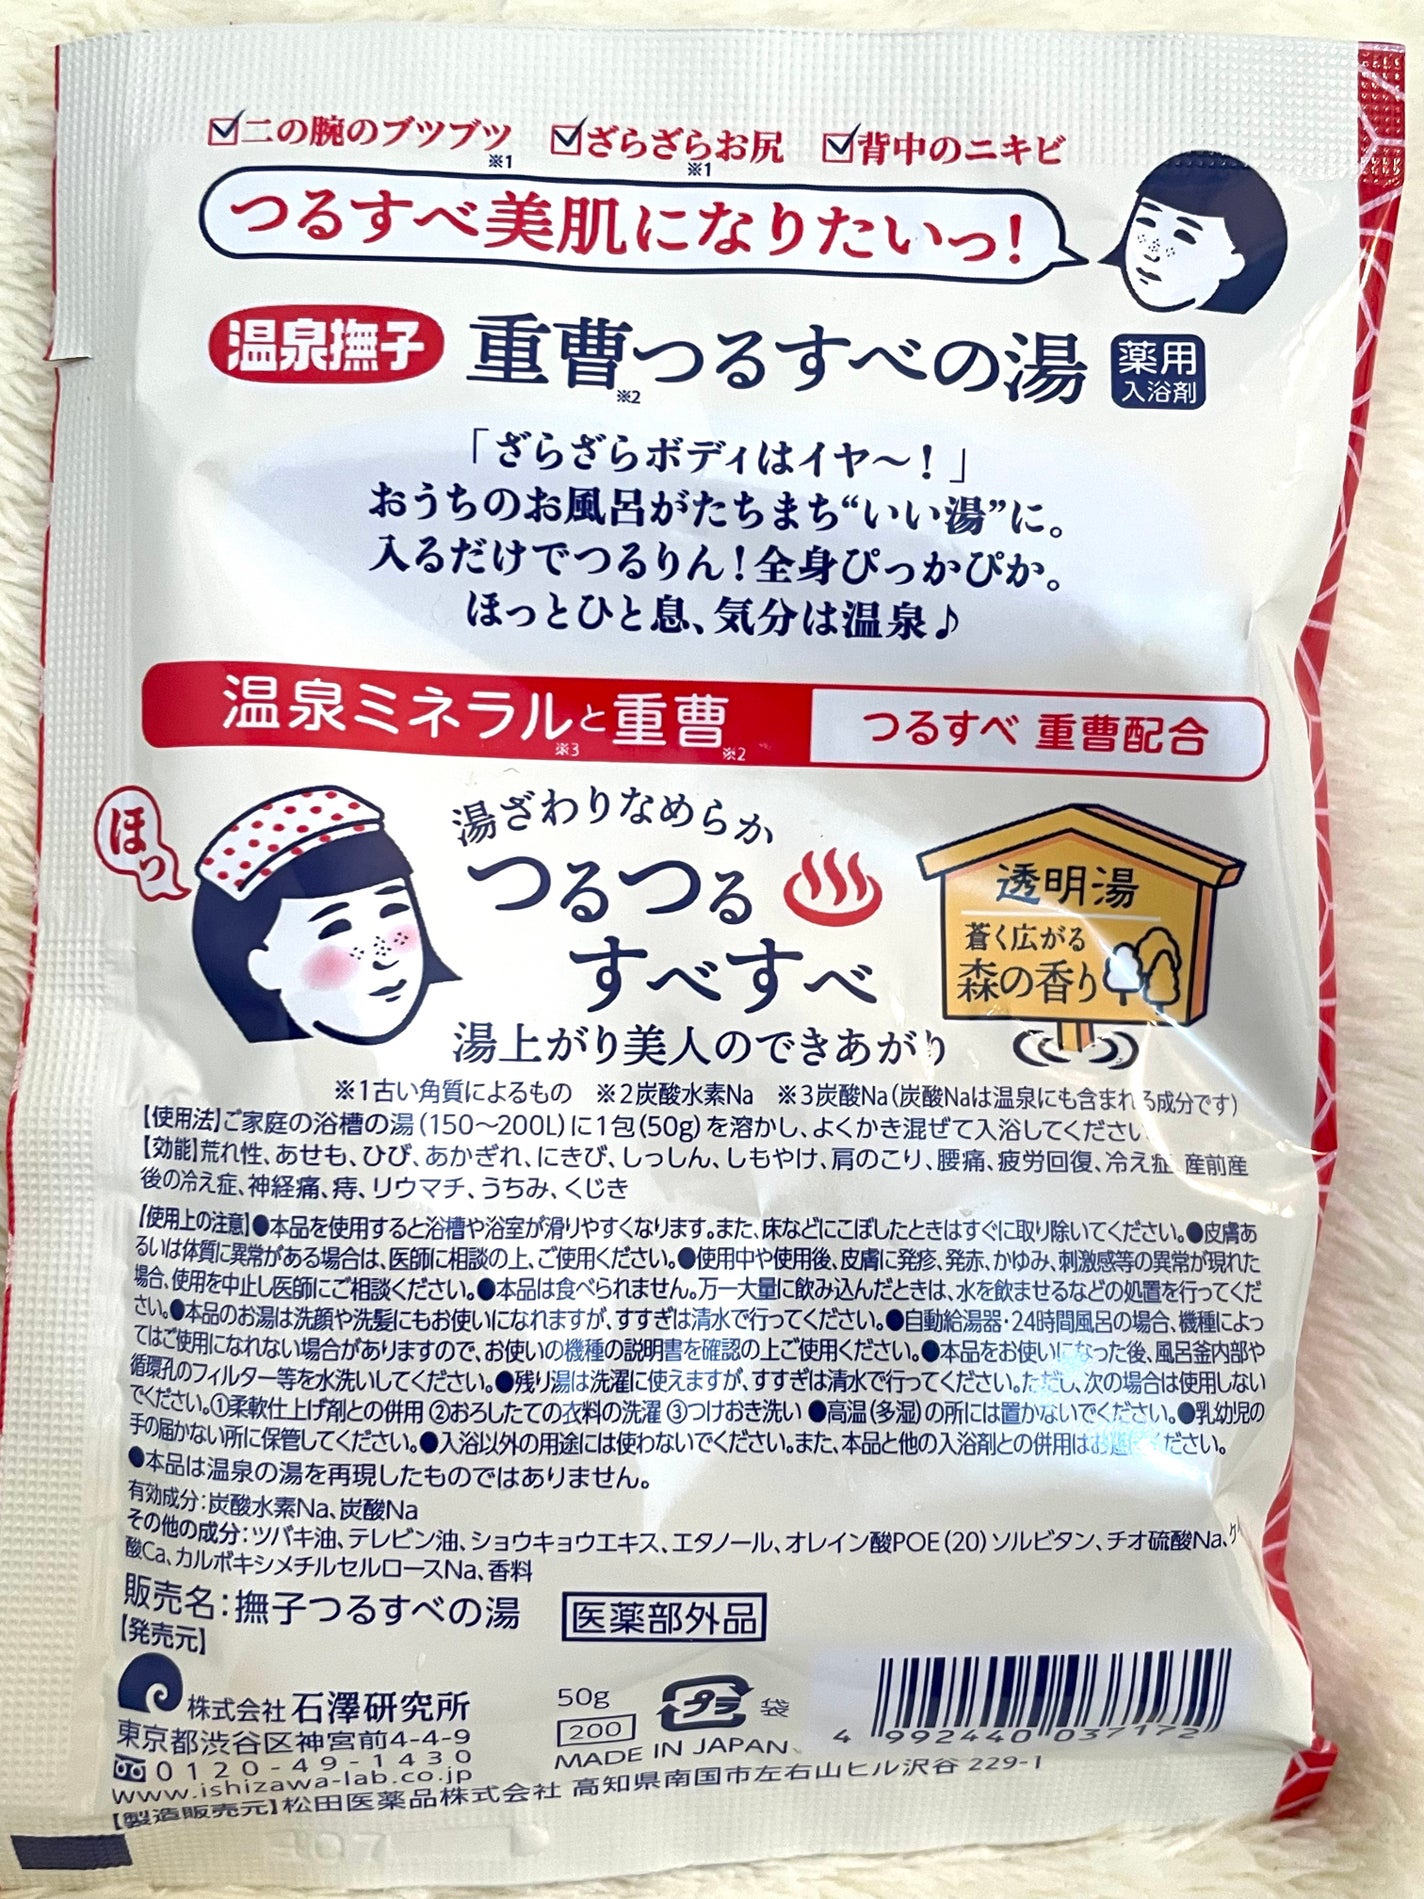 ☑二の腕のブツブツ※1 ☑ざらざらお尻※1 ☑背中のニキビ
つるすべ美肌になりたいっ!
温泉撫子 重曹※2つるすべの湯 薬用入浴剤
「ざらざらボディはイヤ〜!」
おうちのお風呂がたちまち“いい湯”に。
入るだけでつるりん!全身ぴっかぴか。
ほっとひと息、気分は温泉♪
温泉ミネラル※3と重曹※2 つるすべ 重曹配合
ほっ
湯ざわりなめらか
つるつる
すべすべ
湯上がり美人のできあがり
透明湯
蒼く広がる
森の香り
※1古い角質によるもの ※2炭酸水素Na ※3炭酸Na(炭酸Naは温泉にも含まれる成分です)
【使用法】ご家庭の浴槽の湯(150〜200L)に1包(50g)を溶かし、よくかき混ぜて入浴してください
【効能】荒れ性、あせも、ひび、あかぎれ、にきび、しっしん、しもやけ、肩のこり、腰痛、疲労回復、冷え症、産前産
後の冷え症、神経痛、痔、リウマチ、うちみ、くじき
【使用上の注意】●本品を使用すると浴槽や浴室が滑りやすくなります。また、床などにこぼしたときはすぐに取り除いてください。●皮膚あ
るいは体質に異常がある場合は、医師に相談の上、ご使用ください。●使用中や使用後、皮膚に発疹、発赤、かゆみ、刺激感等の異常が現れた
場合、使用を中止し医師にご相談ください。●本品は食べられません。万一大量に飲み込んだときは、水を飲ませるなどの処置を行ってくだ
さい。●本品のお湯は洗顔や洗髪にもお使いになれますが、すすぎは清水で行ってください。●自動給湯器・24時間風呂の場合、機種によっ
てはご使用になれない場合がありますので、お使いの機種の説明書を確認の上ご使用ください。●本品をお使いになった後、風呂釜内部や
循環孔のフィルター等を水洗いしてください。●残り湯は洗濯に使えますが、すすぎは清水で行ってください。ただし、次の場合は使用しない
でください。①柔軟仕上げ剤との併用 ②おろしたての衣料の洗濯 ③つけおき洗い ●高温(多湿)の所には置かないでください。●乳幼児の
手の届かない所に保管してください。●入浴以外の用途には使わないでください。また、本品と他の入浴剤との併用はお避けください。
●本品は温泉の湯を再現したものではありません。
有効成分:炭酸水素Na、炭酸Na
その他の成分:ツバキ油、テレビン油、ショウキョウエキス、エタノール、オレイン酸POE(20)ソルビタン、チオ硫酸Na、ケイ
酸Ca、カルボキシメチルセルロースNa、香料
販売名:撫子つるすべの湯 医薬部外品
【発売元】
株式会社 石澤研究所
東京都渋谷区神宮前4-4-9
0120-49-1430
www.ishizawa-lab.co.jp
50g
200
MADE IN JAPAN
プラ 袋
4 992440 037172
【製造販売元】松田医薬品株式会社 高知県南国市左右山ヒル沢谷 229-1